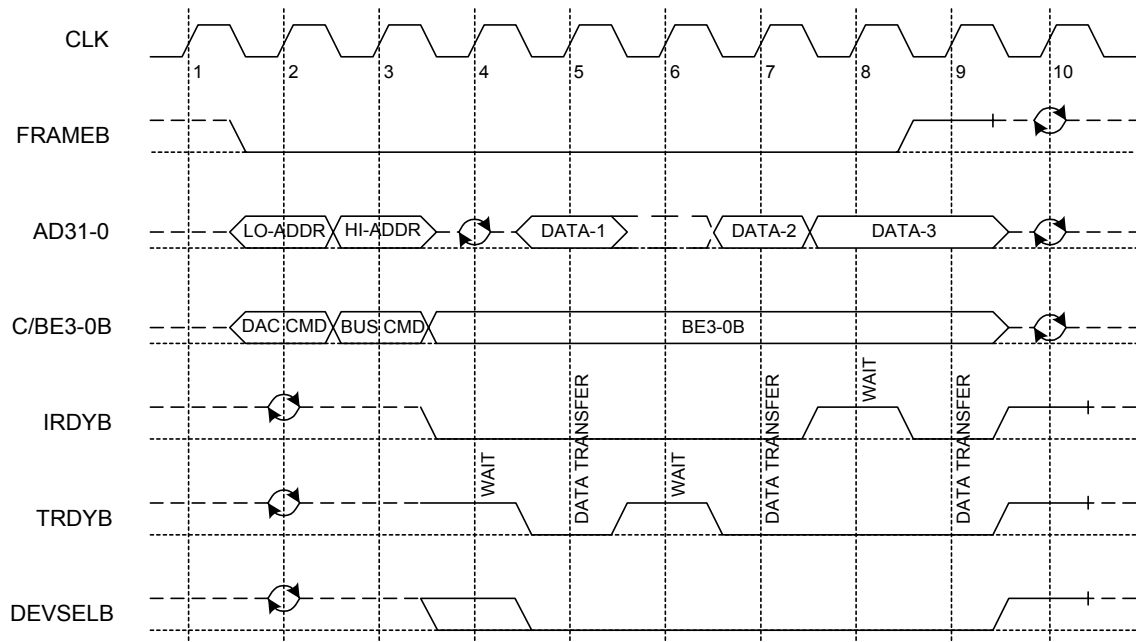 CLK
1 2 3 4 5 6 7 8 9 10
FRAMEB
AD31-0
LO-ADDR HI-ADDR DATA-1 DATA-2 DATA-3
C/BE3-0B
DAC CMD BUS CMD BE3-0B
IRDYB
WAIT
DATA TRANSFER
WAIT
DATA TRANSFER
WAIT
DATA TRANSFER
TRDYB
DEVSELB